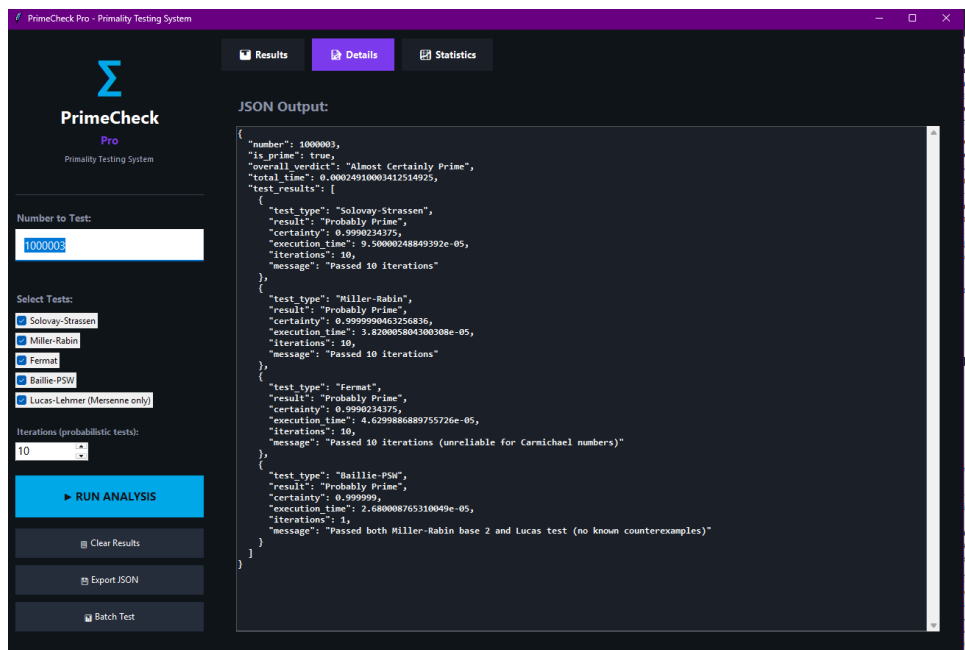 PrimeCheck Pro - Primality Testing System
Results
Details
Statistics
Σ
PrimeCheck
Pro
Primality Testing System
Number to Test:
1000003
Select Tests:
Solovay-Strassen
Miller-Rabin
Fermat
Baillie-PSW
Lucas-Lehmer (Mersenne only)
Iterations (probabilistic tests):
10
► RUN ANALYSIS
Clear Results
Export JSON
Batch Test
JSON Output:
{
  "number": 1000003,
  "is_prime": true,
  "overall_verdict": "Almost Certainly Prime",
  "total_time": 0.00024910003412514925,
  "test_results": [
    {
      "test_type": "Solovay-Strassen",
      "result": "Probably Prime",
      "certainty": 0.9990234375,
      "execution_time": 9.50000248849392e-05,
      "iterations": 10,
      "message": "Passed 10 iterations"
    },
    {
      "test_type": "Miller-Rabin",
      "result": "Probably Prime",
      "certainty": 0.9999990463256836,
      "execution_time": 3.820005804300308e-05,
      "iterations": 10,
      "message": "Passed 10 iterations"
    },
    {
      "test_type": "Fermat",
      "result": "Probably Prime",
      "certainty": 0.9990234375,
      "execution_time": 4.6299886889755726e-05,
      "iterations": 10,
      "message": "Passed 10 iterations (unreliable for Carmichael numbers)"
    },
    {
      "test_type": "Baillie-PSW",
      "result": "Probably Prime",
      "certainty": 0.999999,
      "execution_time": 2.680008765310049e-05,
      "iterations": 1,
      "message": "Passed both Miller-Rabin base 2 and Lucas test (no known counterexamples)"
    }
  ]
}